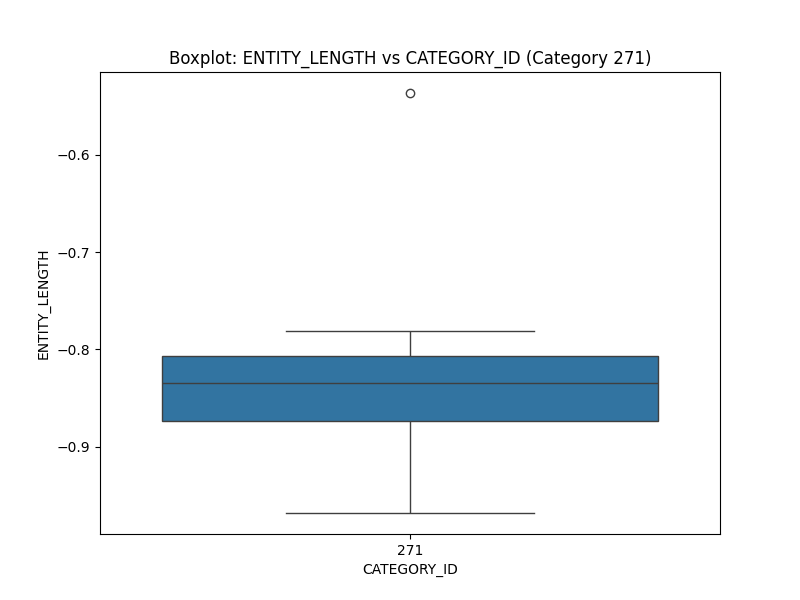 Boxplot: ENTITY_LENGTH vs CATEGORY_ID (Category 271)
−0.6
−0.7
−0.8
−0.9
ENTITY_LENGTH
271
CATEGORY_ID